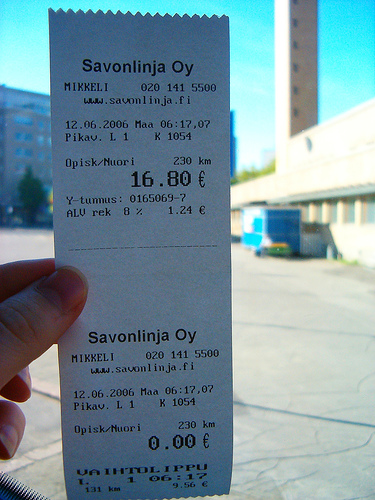 Savonlinja Oy
MIKKELI 020 141 5500
www.savonlinja.fi
12.06.2006 Maa 06:17,07
Pikav. L 1 K 1054
Opisk/Nuori 230 km
16.80 €
Y-tunnus: 0165069-7
ALV rek 8 % 1.24 €
Savonlinja Oy
MIKKELI 020 141 5500
www.savonlinja.fi
12.06.2006 Maa 06:17,07
Pikav. L 1 K 1054
Opisk/Nuori 230 km
0.00 €
VAIHTOLIPPU
L 1 06:17
131 km 9.56 €